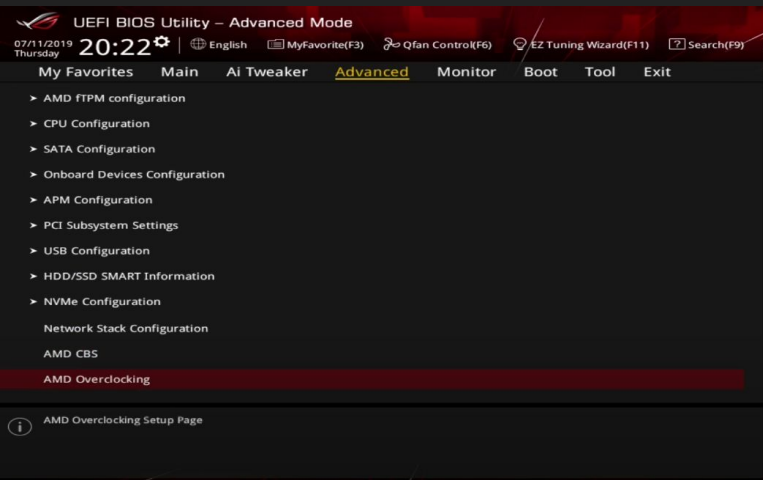 UEFI BIOS Utility – Advanced Mode
07/11/2019 Thursday 20:22 English MyFavorite(F3) Qfan Control(F6) EZ Tuning Wizard(F11) ? Search(F9)
My Favorites Main Ai Tweaker Advanced Monitor Boot Tool Exit
> AMD fTPM configuration
> CPU Configuration
> SATA Configuration
> Onboard Devices Configuration
> APM Configuration
> PCI Subsystem Settings
> USB Configuration
> HDD/SSD SMART Information
> NVMe Configuration
Network Stack Configuration
AMD CBS
AMD Overclocking
i AMD Overclocking Setup Page